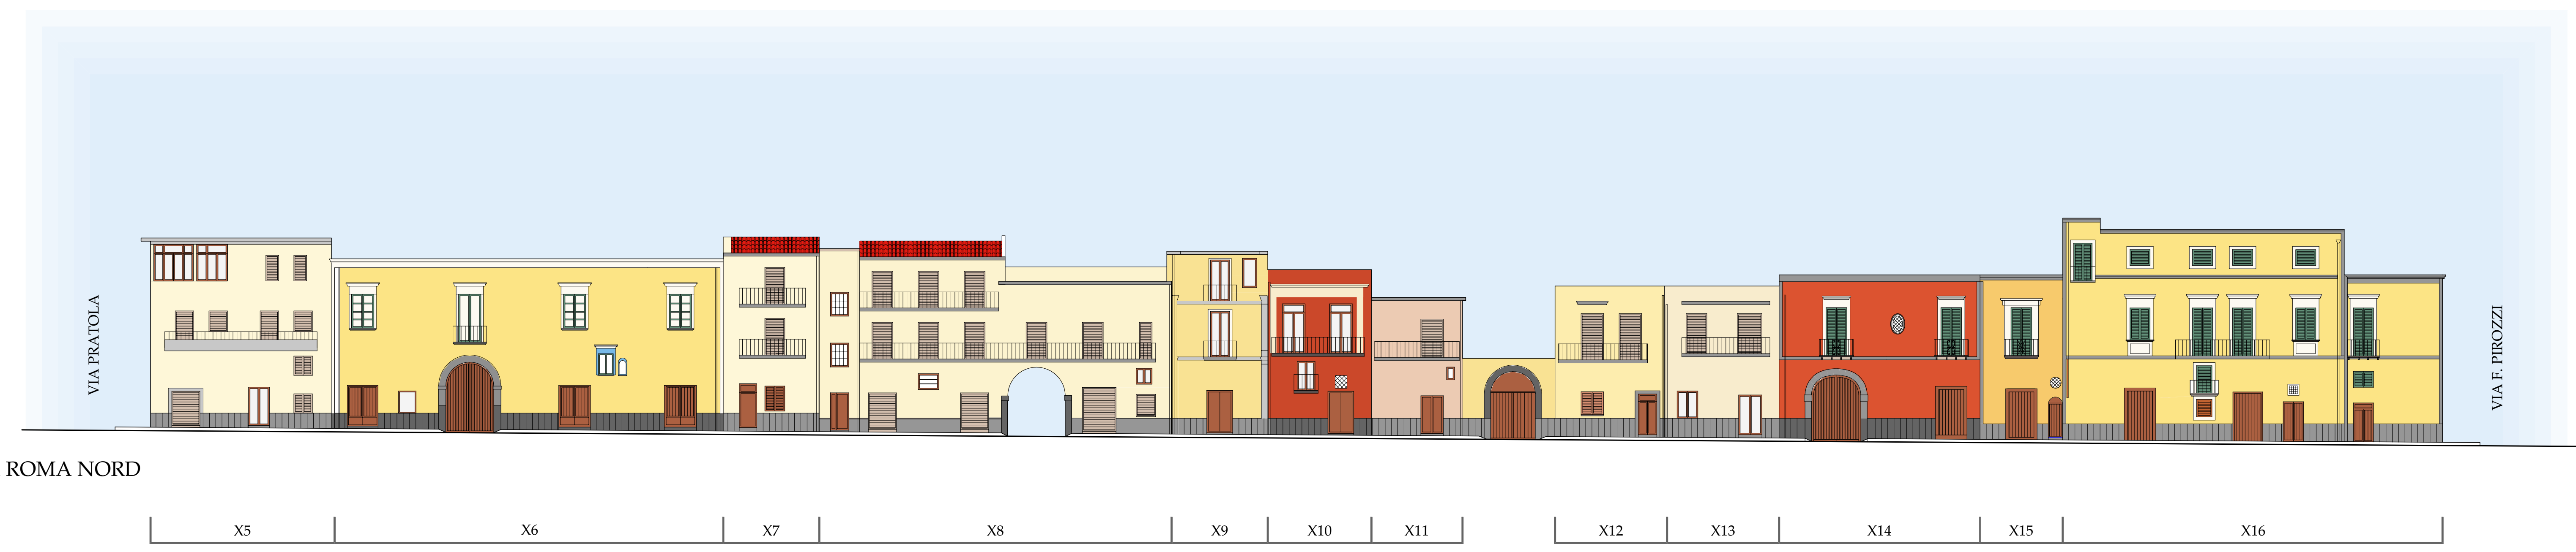 VIA PRATOLA
VIA F. PIROZZI
ROMA NORD
X5
X6
X7
X8
X9
X10
X11
X12
X13
X14
X15
X16